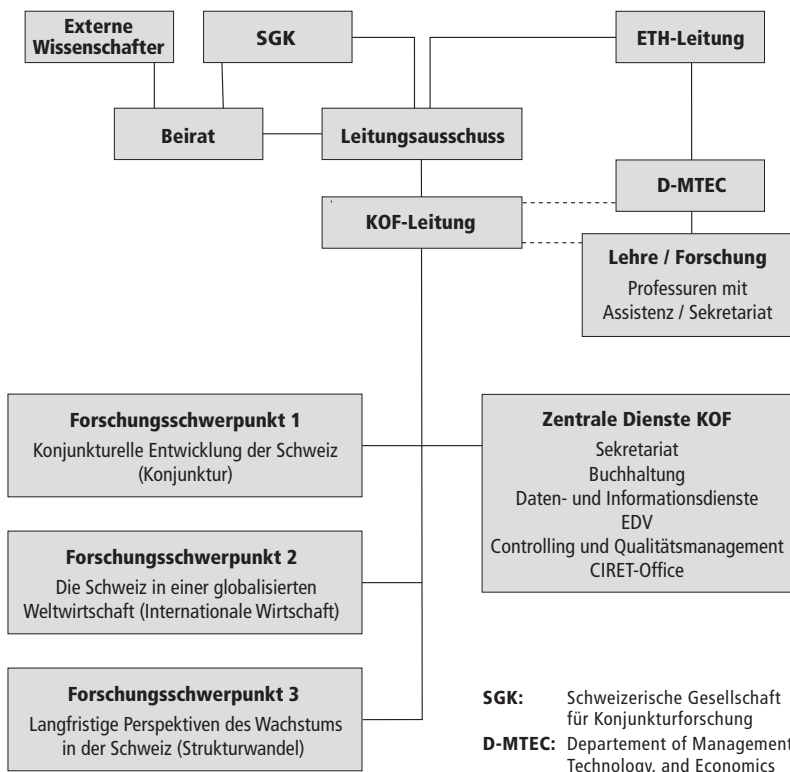 Externe
Wissenschafter
SGK
ETH-Leitung
Beirat
Leitungsausschuss
D-MTEC
KOF-Leitung
Lehre / Forschung
Professuren mit
Assistenz / Sekretariat
Forschungsschwerpunkt 1
Konjunkturelle Entwicklung der Schweiz
(Konjunktur)
Zentrale Dienste KOF
Sekretariat
Buchhaltung
Daten- und Informationsdienste
EDV
Controlling und Qualitätsmanagement
CIRET-Office
Forschungsschwerpunkt 2
Die Schweiz in einer globalisierten
Weltwirtschaft (Internationale Wirtschaft)
Forschungsschwerpunkt 3
Langfristige Perspektiven des Wachstums
in der Schweiz (Strukturwandel)
SGK: Schweizerische Gesellschaft
für Konjunkturforschung
D-MTEC: Departement of Management
Technology, and Economics